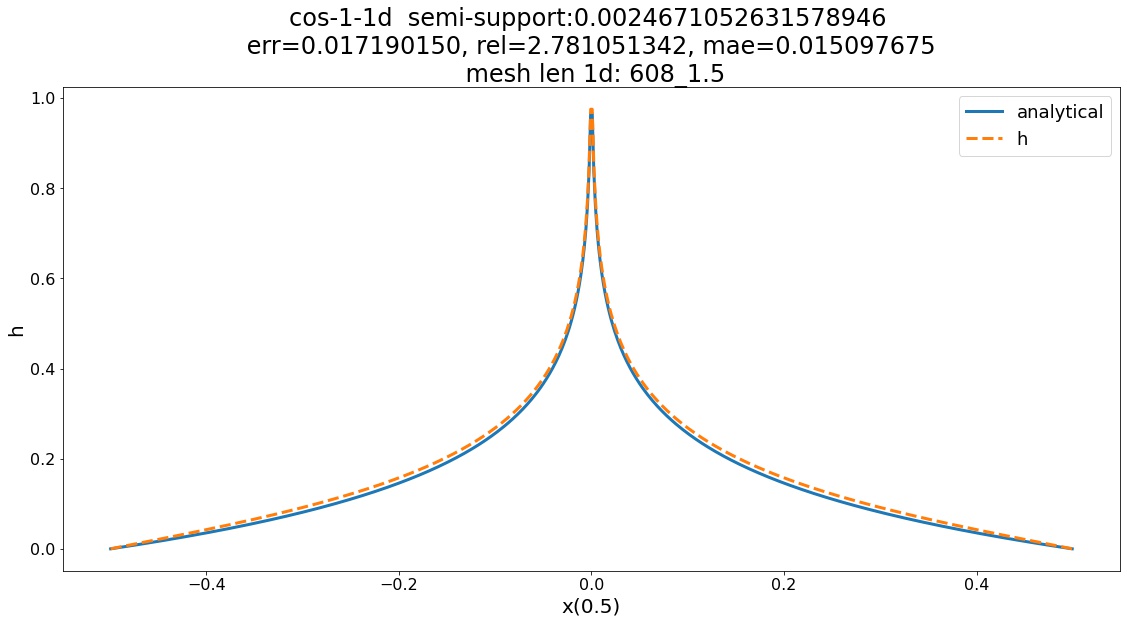 cos-1-1d  semi-support:0.0024671052631578946
err=0.017190150, rel=2.781051342, mae=0.015097675
mesh len 1d: 608_1.5
analytical
h
h
1.0
0.8
0.6
0.4
0.2
0.0
−0.4
−0.2
0.0
0.2
0.4
x(0.5)